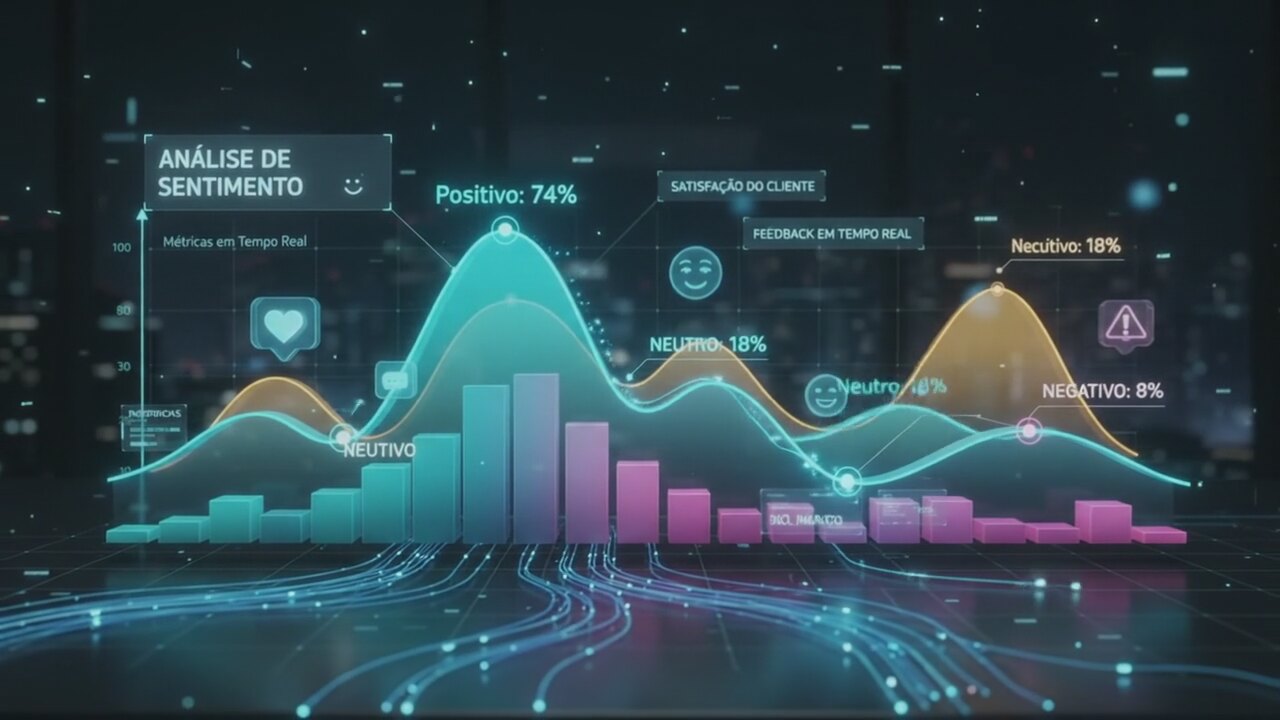 ANÁLISE DE
SENTIMENTO
Métricas em Tempo Real
Positivo: 74%
SATISFAÇÃO DO CLIENTE
FEEDBACK EM TEMPO REAL
Necutivo: 18%
100
80
30
NEUTRO: 18%
Neutro
NEGATIVO: 8%
NEUTIVO